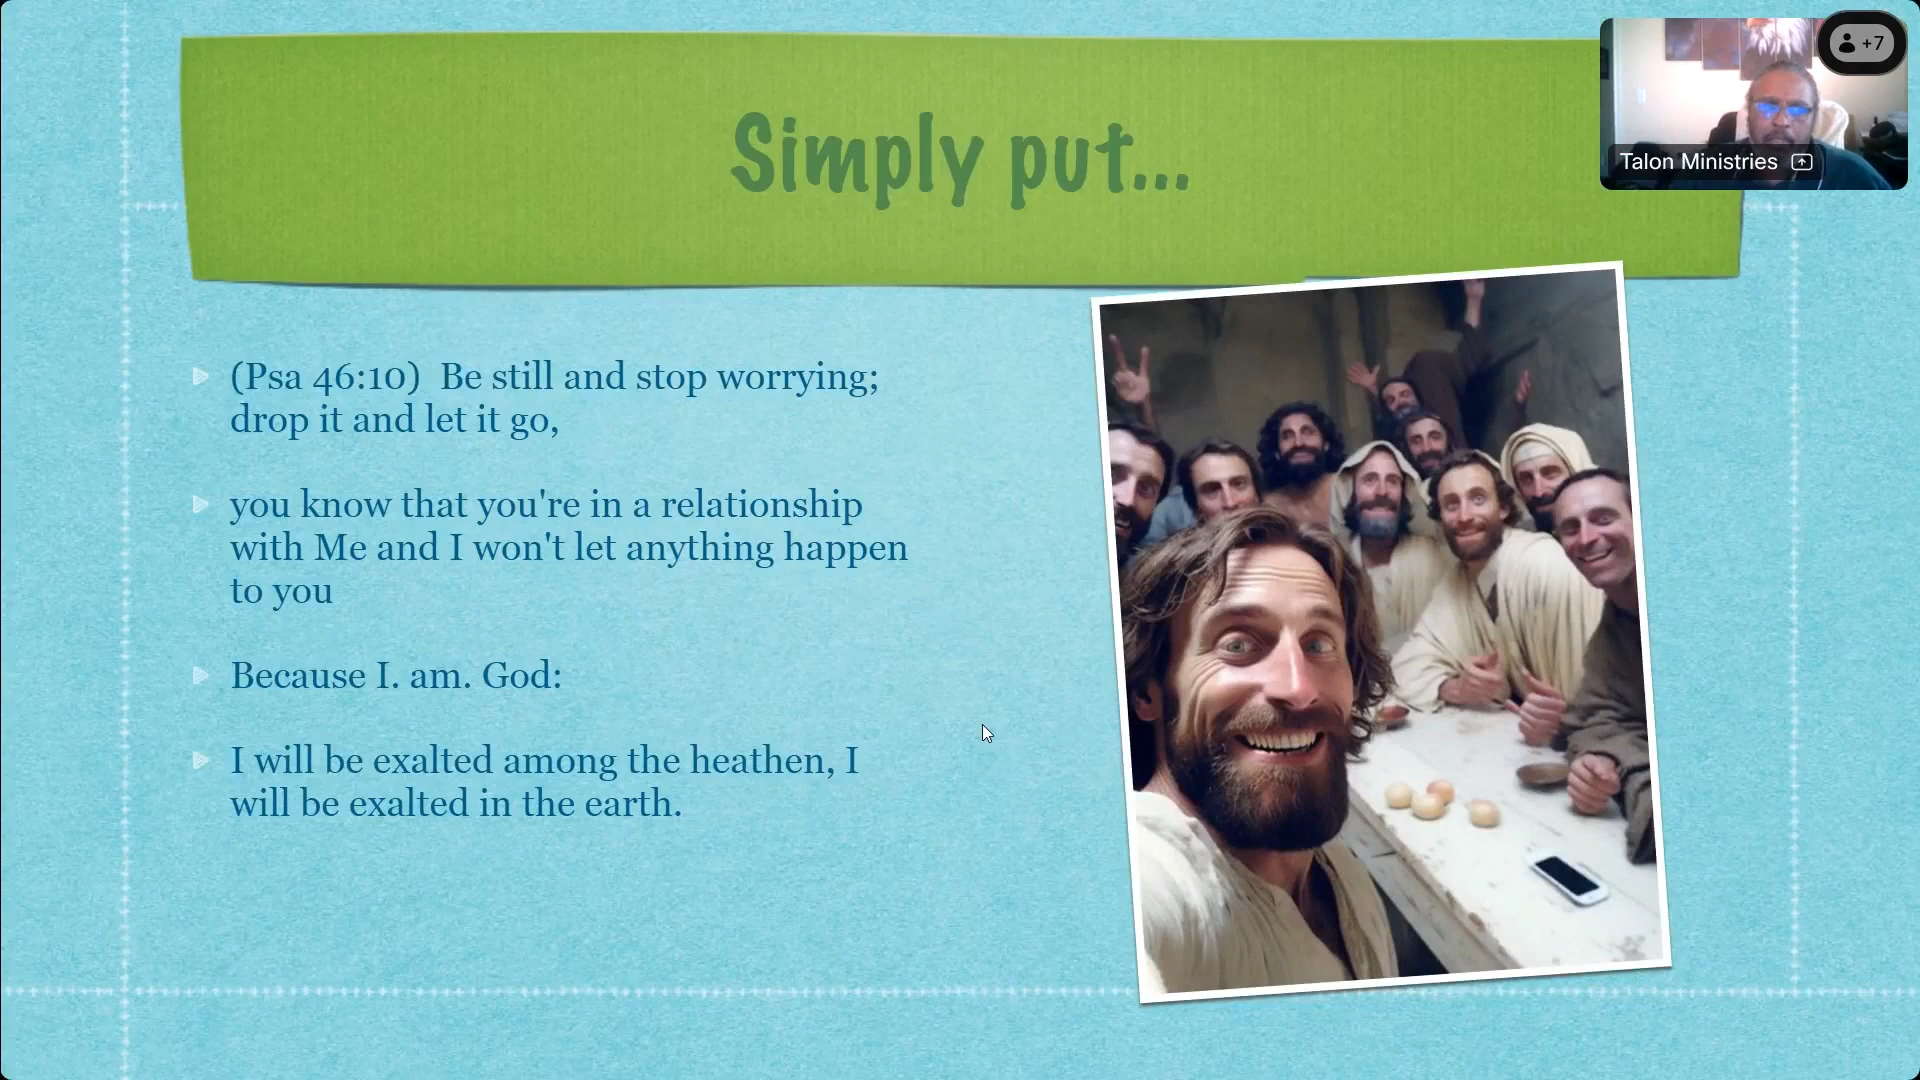 Simply put...
+7
Talon Ministries
(Psa 46:10)  Be still and stop worrying;
drop it and let it go,
you know that you're in a relationship
with Me and I won't let anything happen
to you
Because I. am. God:
I will be exalted among the heathen, I
will be exalted in the earth.